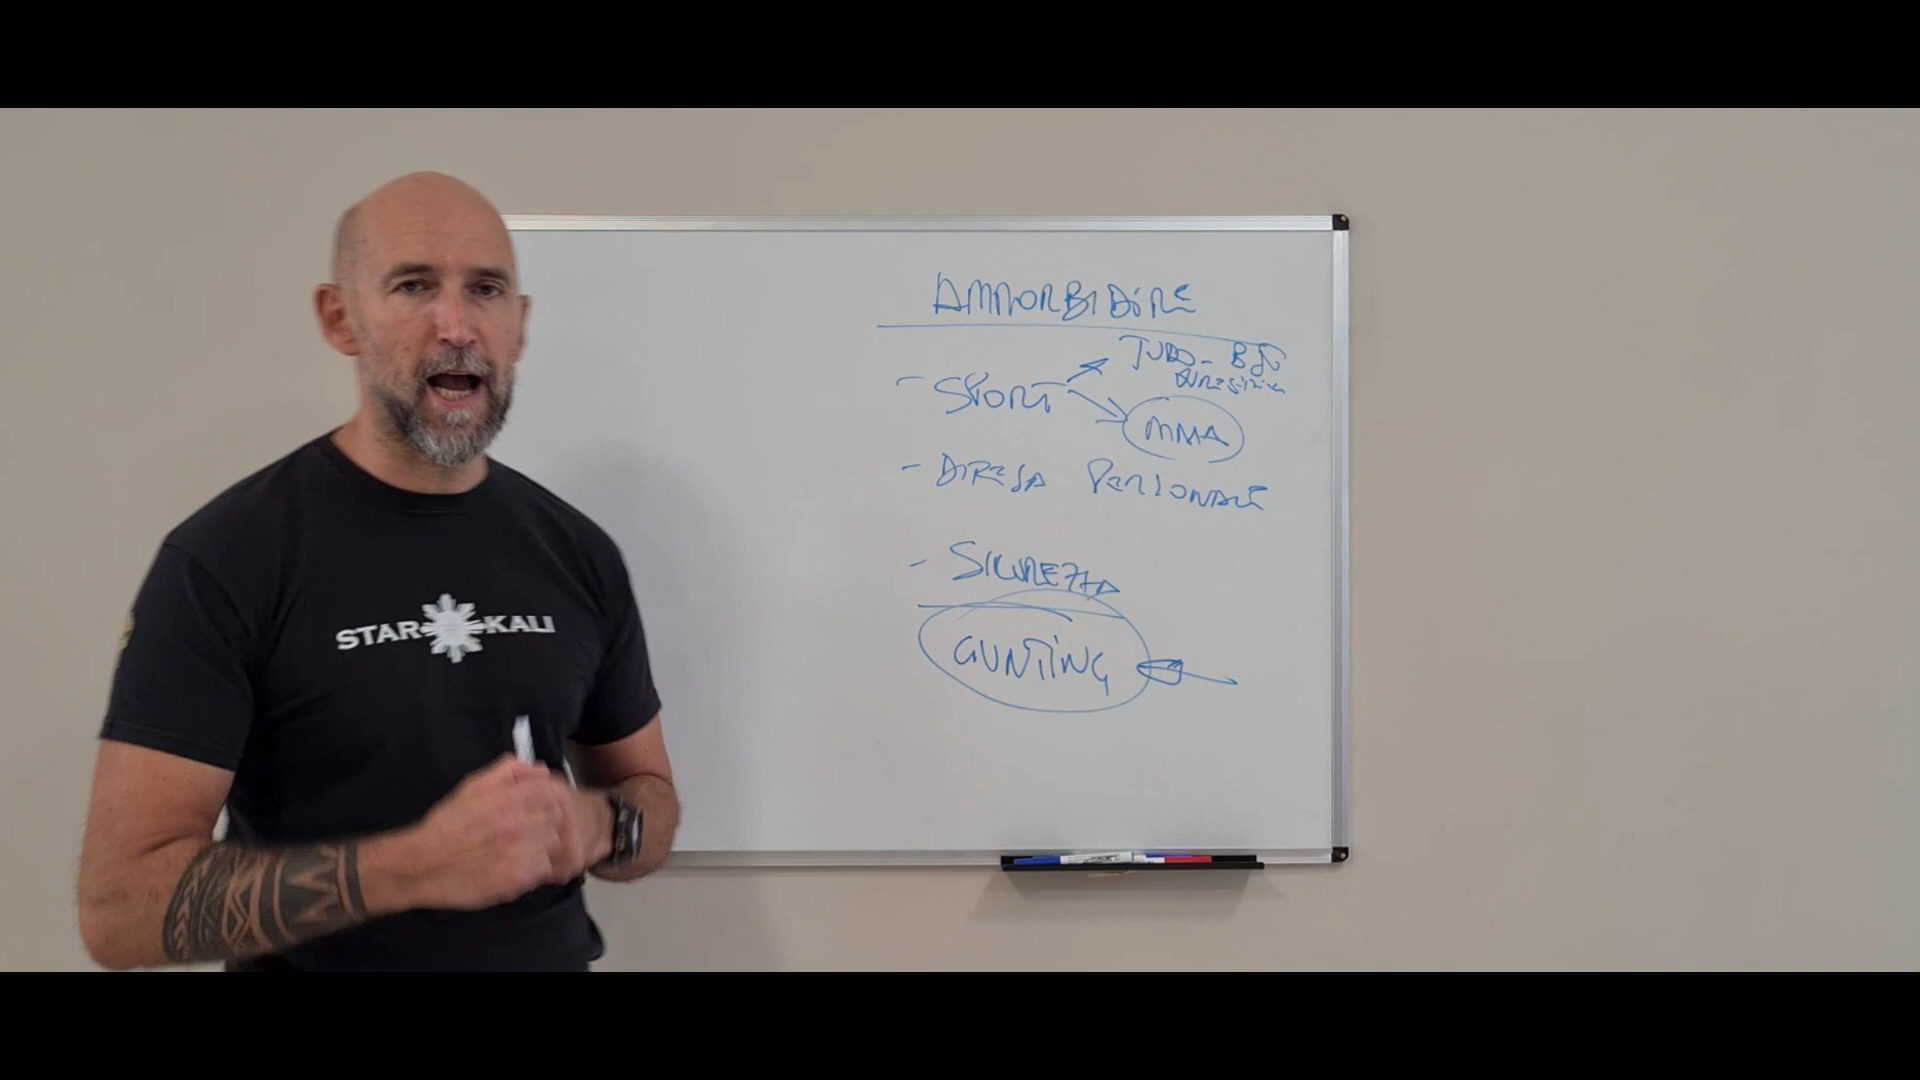 AMMORBIDIRE
JUDO - BJJ
- SPORT
MMA
- DIFESA PERSONALE
- SICUREZZA
GUNTING
STAR KALI